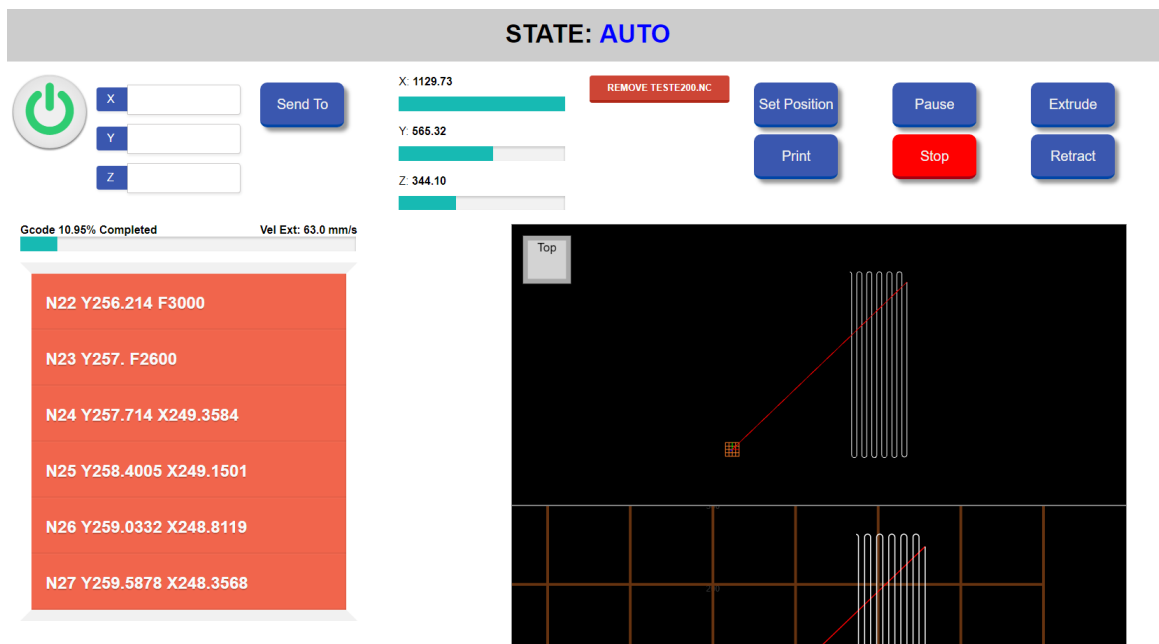 STATE: AUTO
X
Y
Z
Send To
X: 1129.73
Y: 565.32
Z: 344.10
REMOVE TESTE200.NC
Set Position
Pause
Extrude
Print
Stop
Retract
Gcode 10.95% Completed
Vel Ext: 63.0 mm/s
N22 Y256.214 F3000
N23 Y257. F2600
N24 Y257.714 X249.3584
N25 Y258.4005 X249.1501
N26 Y259.0332 X248.8119
N27 Y259.5878 X248.3568
Top
200